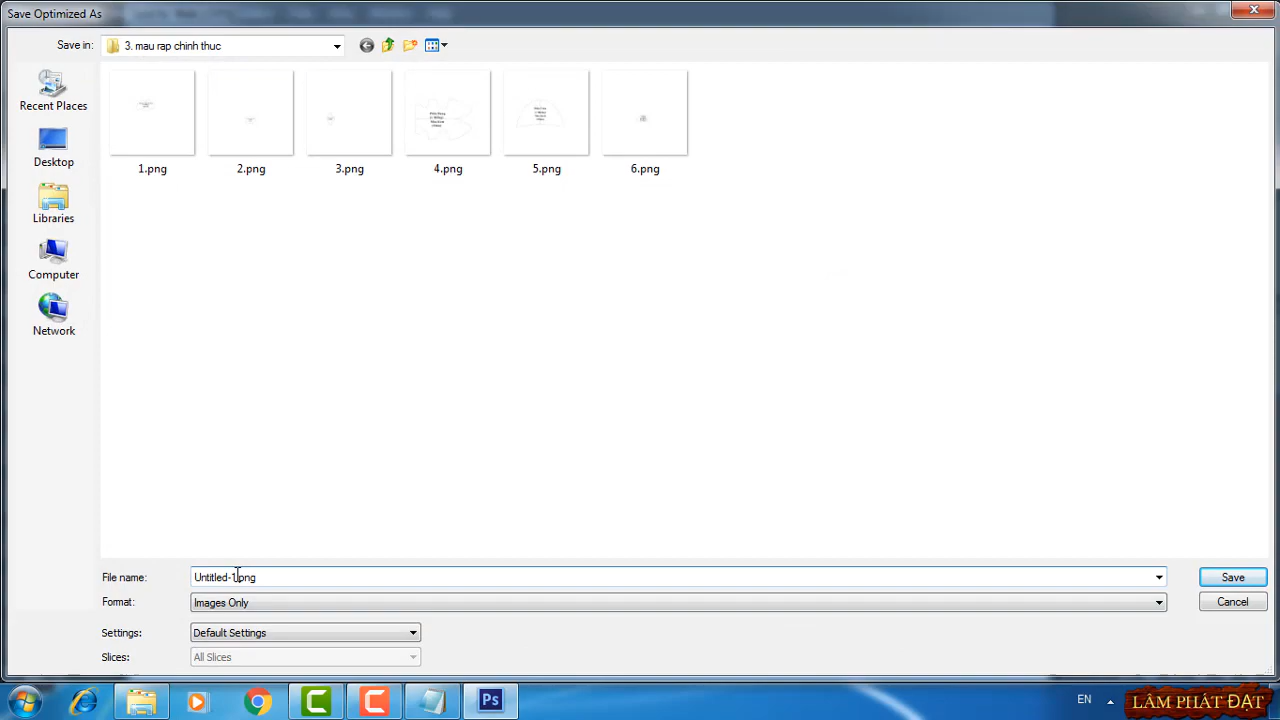 Save Optimized As
Save in:
3. mau rap chinh thuc
Recent Places
Desktop
Libraries
Computer
Network
1.png
2.png
3.png
4.png
5.png
6.png
File name:
Untitled-1.png
Save
Format:
Images Only
Cancel
Settings:
Default Settings
Slices:
All Slices
Ps
EN
LÂM PHÁT ĐẠT